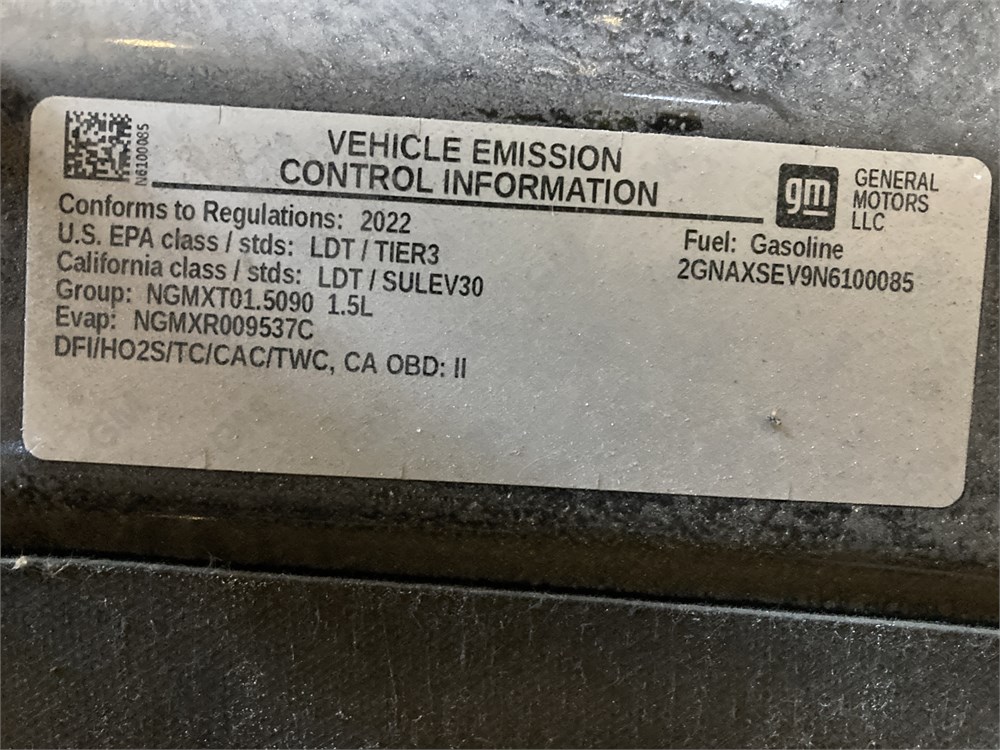 N6100085
VEHICLE EMISSION
CONTROL INFORMATION
gm
GENERAL
MOTORS
LLC
Conforms to Regulations: 2022
U.S. EPA class / stds: LDT / TIER3
California class / stds: LDT / SULEV30
Group: NGMXT01.5090 1.5L
Evap: NGMXR009537C
DFI/HO2S/TC/CAC/TWC, CA OBD: II
Fuel: Gasoline
2GNAXSEV9N6100085